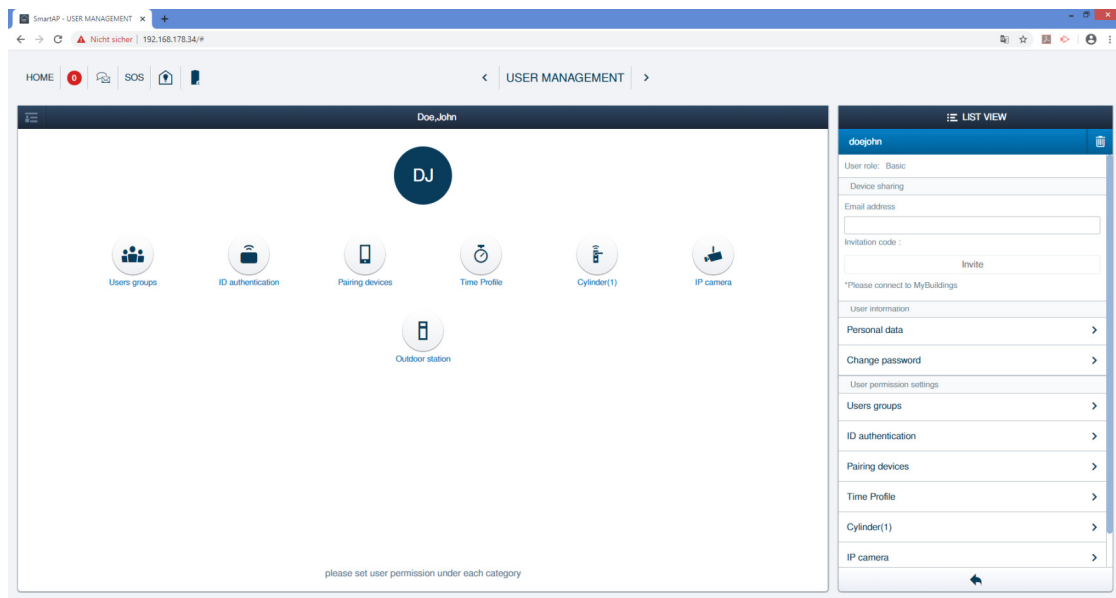 SmartAP - USER MANAGEMENT
Nicht sicher | 192.168.178.34/#
HOME 0 SOS
USER MANAGEMENT
Doe,John
DJ
Users groups
ID authentication
Pairing devices
Time Profile
Cylinder(1)
IP camera
Outdoor station
please set user permission under each category
LIST VIEW
doejohn
User role: Basic
Device sharing
Email address
Invitation code :
Invite
*Please connect to MyBuildings
User information
Personal data
Change password
User permission settings
Users groups
ID authentication
Pairing devices
Time Profile
Cylinder(1)
IP camera